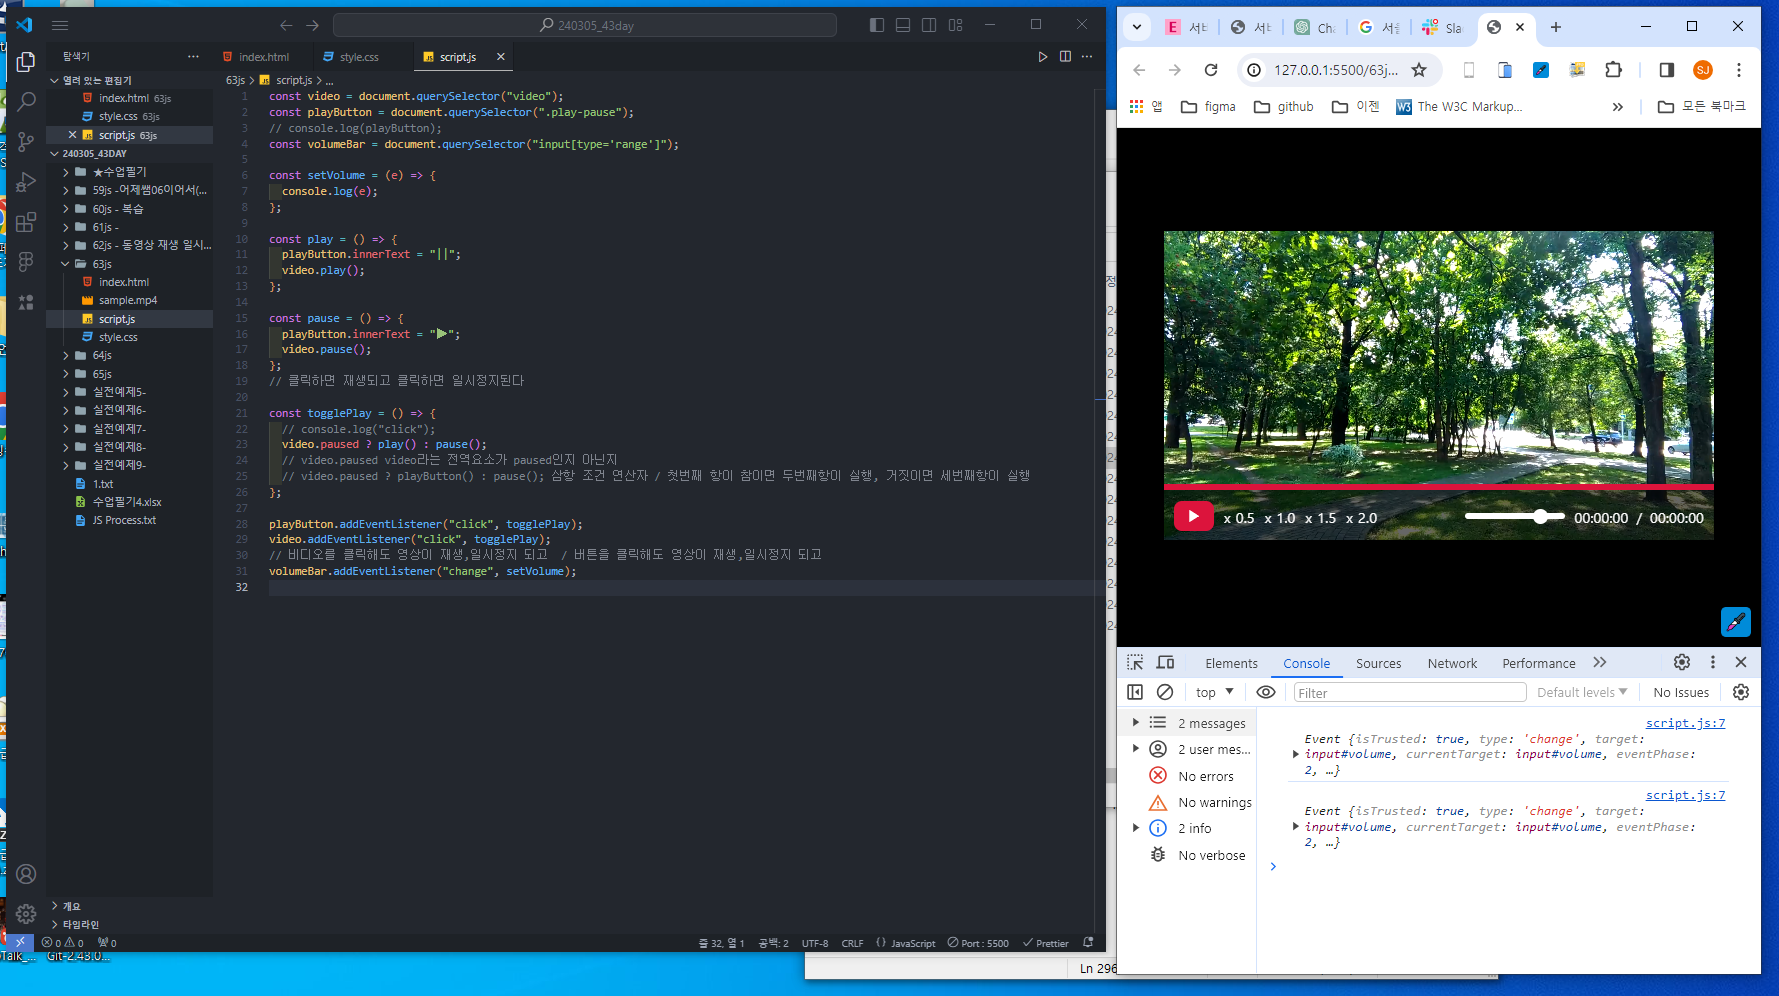 240305_43day
탐색기
index.html
style.css
script.js
열려 있는 편집기
index.html 63js
style.css 63js
script.js 63js
240305_43DAY
★수업필기
59js -어제쌤06이어서(...
60js - 복습
61js -
62js - 동영상 재생 일시...
63js
index.html
sample.mp4
script.js
style.css
64js
65js
실전예제5-
실전예제6-
실전예제7-
실전예제8-
실전예제9-
1.txt
수업필기4.xlsx
JS Process.txt
개요
타임라인
63js > script.js > ...
1 const video = document.querySelector("video");
2 const playButton = document.querySelector(".play-pause");
3 // console.log(playButton);
4 const volumeBar = document.querySelector("input[type='range']");
5
6 const setVolume = (e) => {
7 console.log(e);
8 };
9
10 const play = () => {
11 playButton.innerText = "||";
12 video.play();
13 };
14
15 const pause = () => {
16 playButton.innerText = "▶";
17 video.pause();
18 };
19 // 클릭하면 재생되고 클릭하면 일시정지된다
20
21 const togglePlay = () => {
22 // console.log("click");
23 video.paused ? play() : pause();
24 // video.paused video라는 전역요소가 paused인지 아닌지
25 // video.paused ? playButton() : pause(); 삼항 조건 연산자 / 첫번째 항이 참이면 두번째항이 실행, 거짓이면 세번째항이 실행
26 };
27
28 playButton.addEventListener("click", togglePlay);
29 video.addEventListener("click", togglePlay);
30 // 비디오를 클릭해도 영상이 재생,일시정지 되고 / 버튼을 클릭해도 영상이 재생,일시정지 되고
31 volumeBar.addEventListener("change", setVolume);
32
0 0 0
줄 32, 열 1 공백: 2 UTF-8 CRLF {} JavaScript Port : 5500 Prettier
Git-2.43.0...
Ln 296
서비 서비 Cha 서울 Sla
127.0.0.1:5500/63j...
SJ
앱 figma github 이젠 The W3C Markup... » 모든 북마크
x 0.5 x 1.0 x 1.5 x 2.0 00:00:00 / 00:00:00
Elements Console Sources Network Performance
top Filter Default levels No Issues
2 messages
2 user mes...
No errors
No warnings
2 info
No verbose
script.js:7
Event {isTrusted: true, type: 'change', target:
input#volume, currentTarget: input#volume, eventPhase:
2, …}
script.js:7
Event {isTrusted: true, type: 'change', target:
input#volume, currentTarget: input#volume, eventPhase:
2, …}